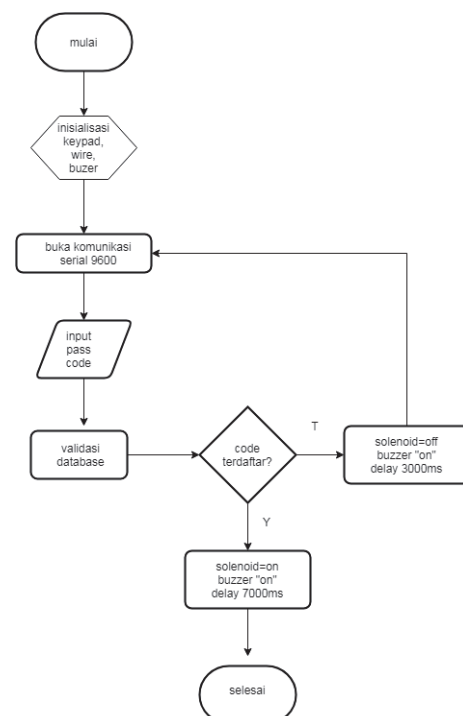 mulai
inisialisasi
keypad,
wire,
buzer
buka komunikasi
serial 9600
input
pass
code
validasi
database
code
terdaftar?
T
solenoid=off
buzzer "on"
delay 3000ms
Y
solenoid=on
buzzer "on"
delay 7000ms
selesai